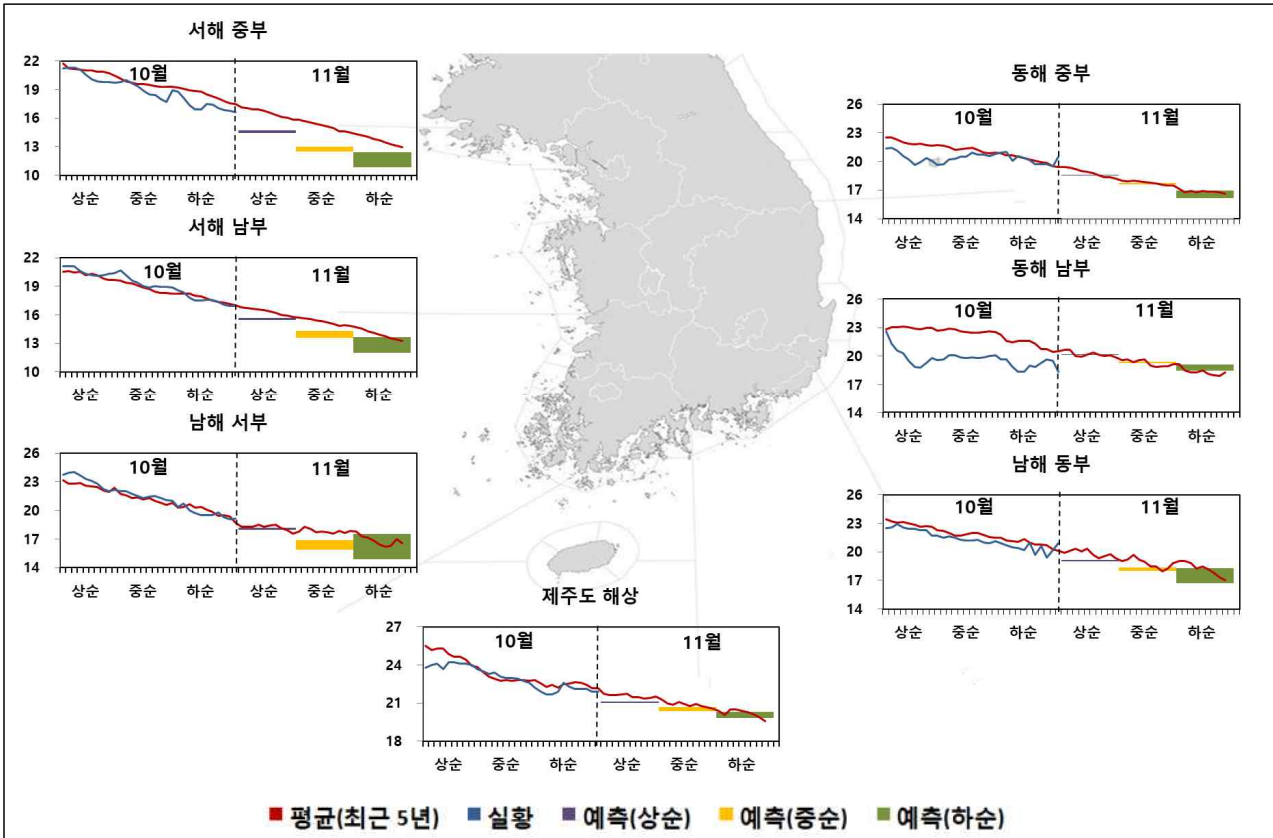 서해 중부
22
19
16
13
10
10월
11월
상순 중순 하순 상순 중순 하순
서해 남부
22
19
16
13
10
10월
11월
상순 중순 하순 상순 중순 하순
남해 서부
26
23
20
17
14
10월
11월
상순 중순 하순 상순 중순 하순
동해 중부
26
23
20
17
14
10월
11월
상순 중순 하순 상순 중순 하순
동해 남부
26
23
20
17
14
10월
11월
상순 중순 하순 상순 중순 하순
남해 동부
26
23
20
17
14
10월
11월
상순 중순 하순 상순 중순 하순
제주도 해상
27
24
21
18
10월
11월
상순 중순 하순 상순 중순 하순
평균(최근 5년) 실황 예측(상순) 예측(중순) 예측(하순)